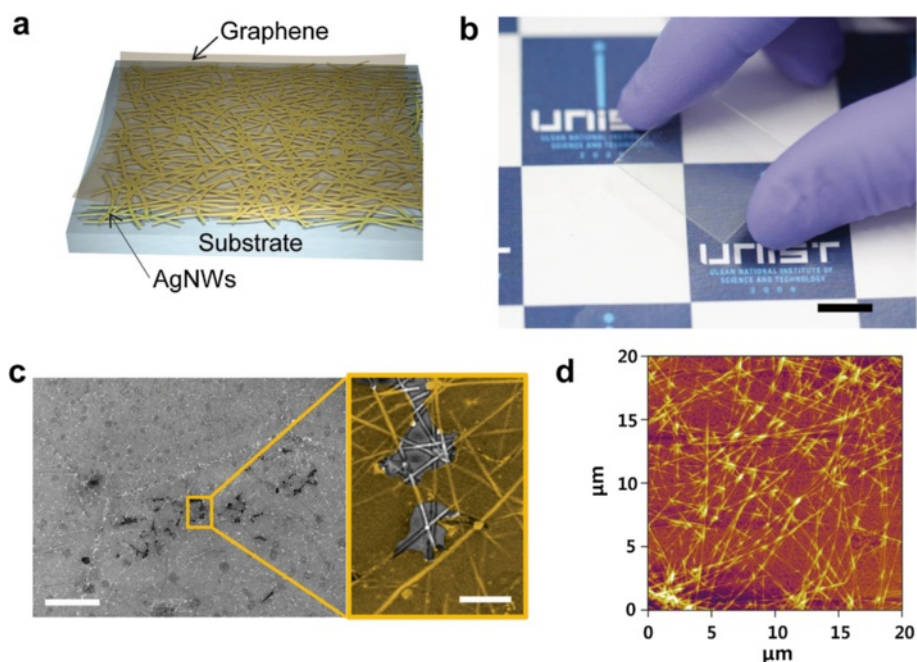 a
Graphene
Substrate
AgNWs
b
UNIST
ULSAN NATIONAL INSTITUTE
SCIENCE AND TECHNOLOGY
UNIST
ULSAN NATIONAL INSTITUTE OF
SCIENCE AND TECHNOLOGY
2009
c
d
20
15
10
5
0
μm
0
5
10
15
20
μm